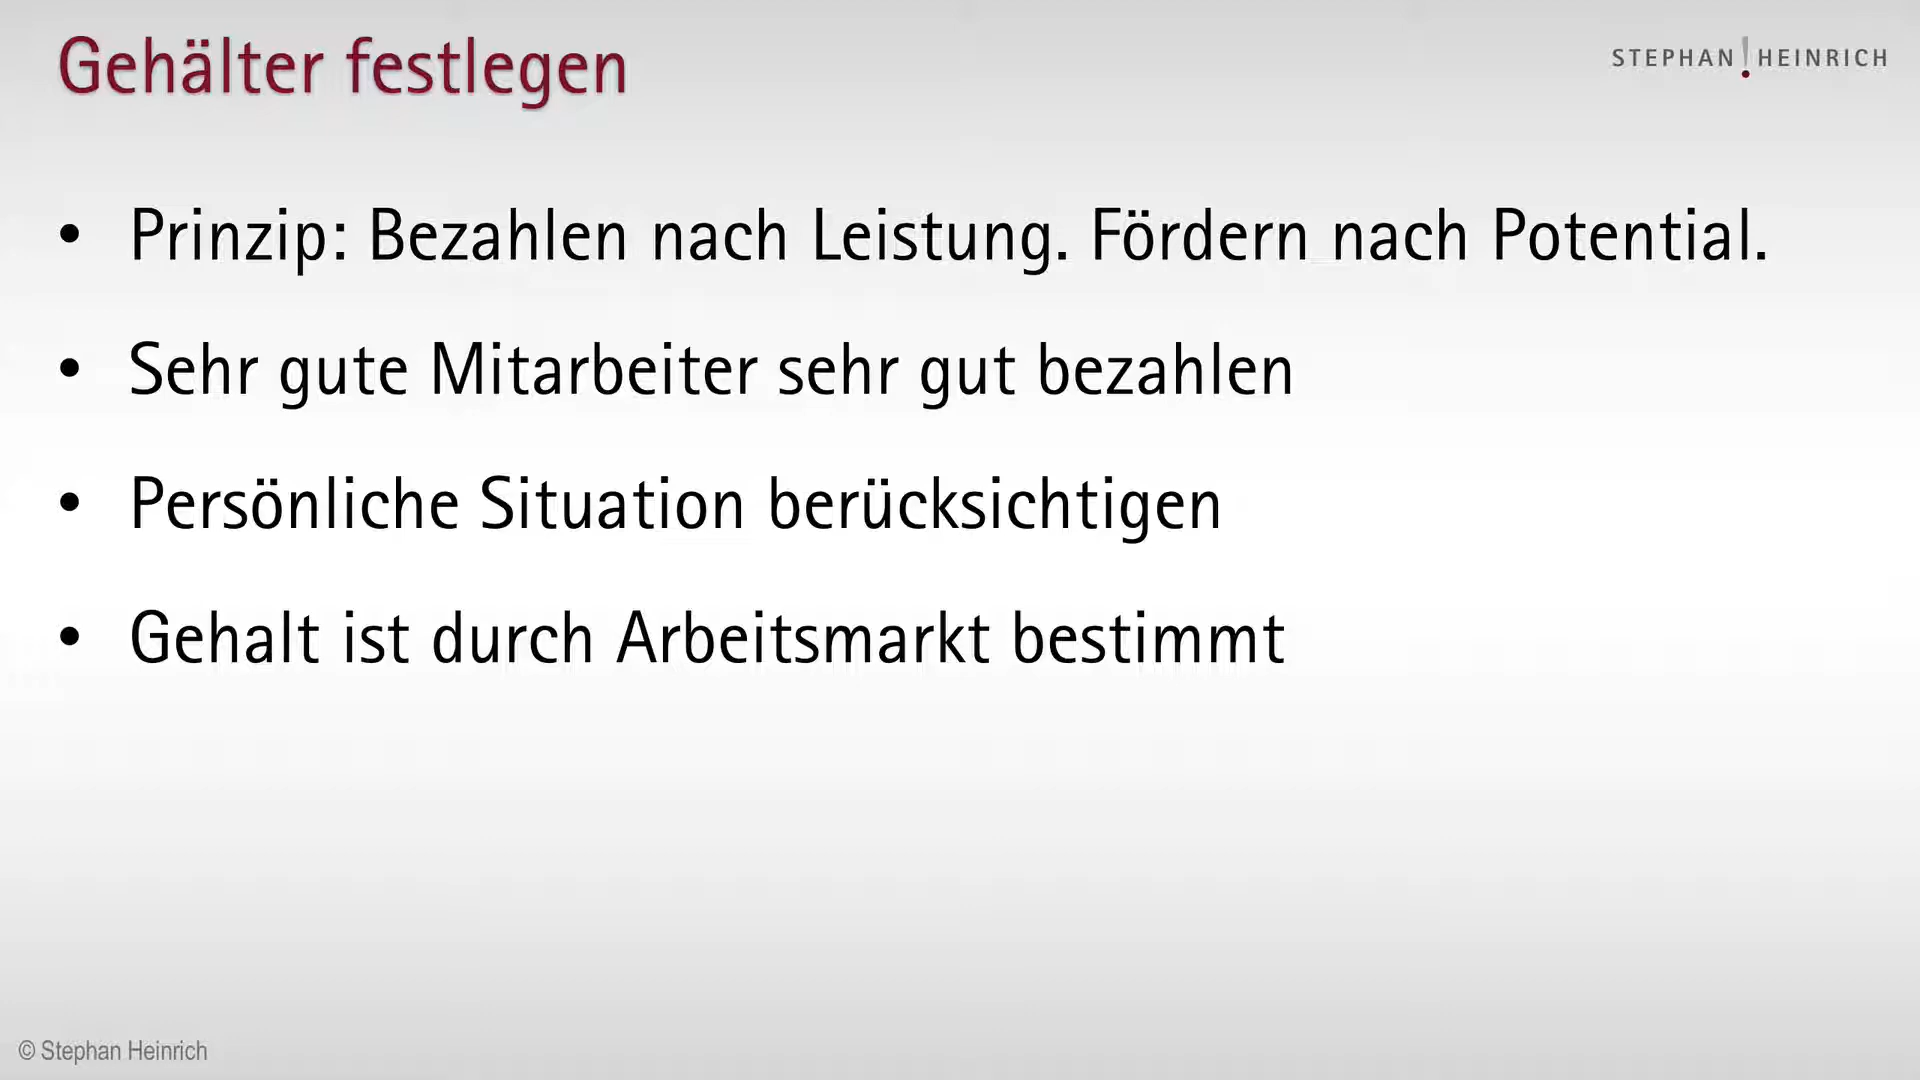 Gehälter festlegen
STEPHAN HEINRICH
• Prinzip: Bezahlen nach Leistung. Fördern nach Potential.
• Sehr gute Mitarbeiter sehr gut bezahlen
• Persönliche Situation berücksichtigen
• Gehalt ist durch Arbeitsmarkt bestimmt
© Stephan Heinrich